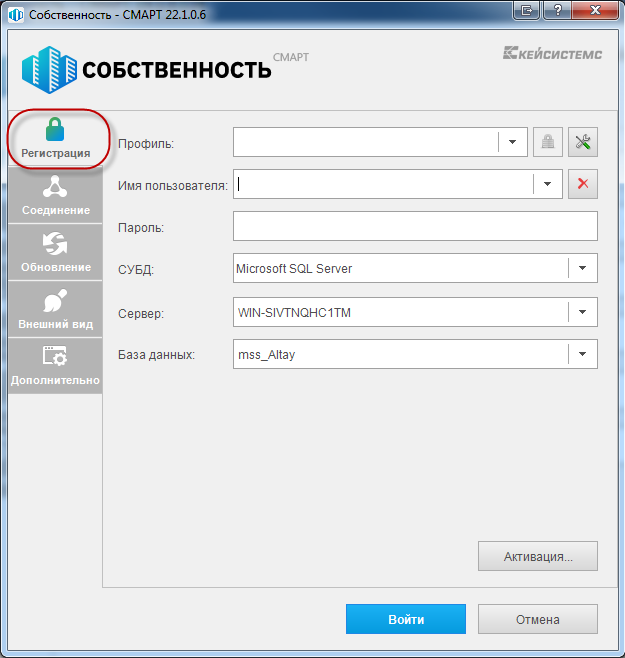 Собственность - СМАРТ 22.1.0.6
СОБСТВЕННОСТЬ СМАРТ
КЕЙСИСТЕМС
Регистрация
Соединение
Обновление
Внешний вид
Дополнительно
Профиль:
Имя пользователя:
Пароль:
СУБД: Microsoft SQL Server
Сервер: WIN-SIVTNQHC1TM
База данных: mss_Altay
Активация...
Войти
Отмена